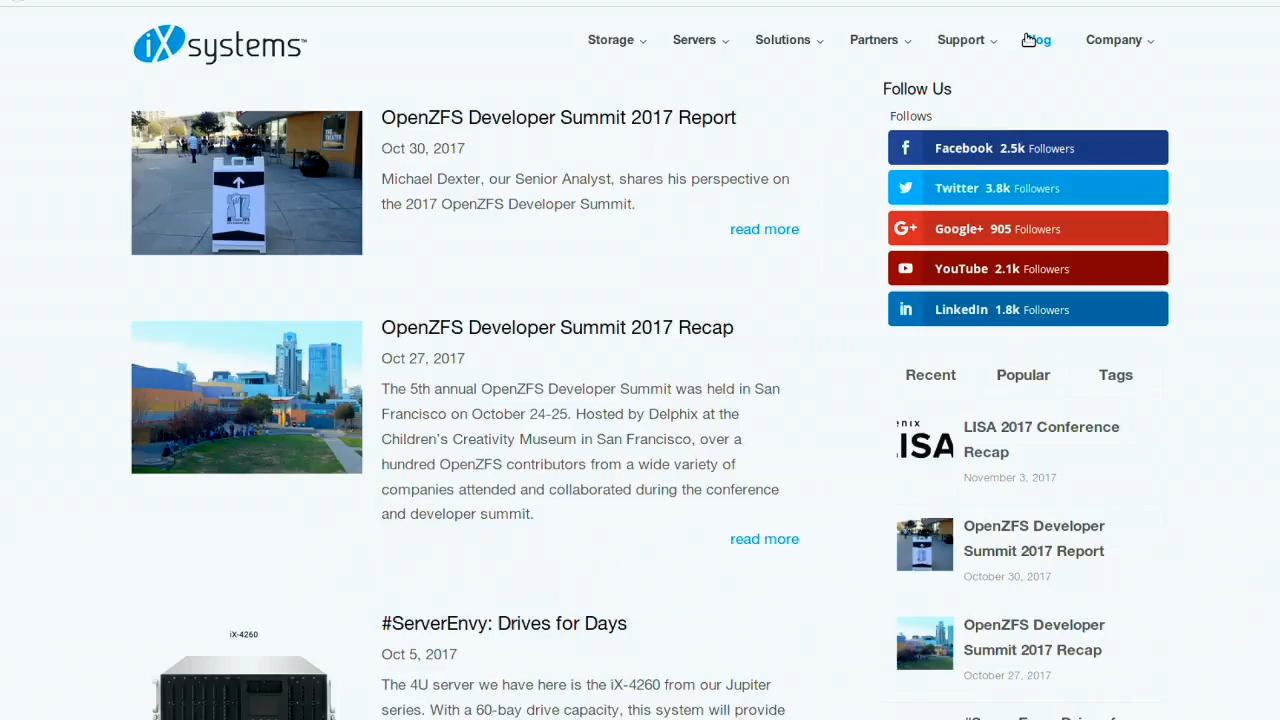 iXsystems™
Storage
Servers
Solutions
Partners
Support
Company
OpenZFS Developer Summit 2017 Report
Oct 30, 2017
Michael Dexter, our Senior Analyst, shares his perspective on
the 2017 OpenZFS Developer Summit.
read more
OpenZFS Developer Summit 2017 Recap
Oct 27, 2017
The 5th annual OpenZFS Developer Summit was held in San
Francisco on October 24-25. Hosted by Delphix at the
Children's Creativity Museum in San Francisco, over a
hundred OpenZFS contributors from a wide variety of
companies attended and collaborated during the conference
and developer summit.
read more
iX-4260
#ServerEnvy: Drives for Days
Oct 5, 2017
The 4U server we have here is the iX-4260 from our Jupiter
series. With a 60-bay drive capacity, this system will provide
Follow Us
Follows
Facebook 2.5k Followers
Twitter 3.8k Followers
Google+ 905 Followers
YouTube 2.1k Followers
LinkedIn 1.8k Followers
Recent
Popular
Tags
LISA
LISA 2017 Conference
Recap
November 3, 2017
OpenZFS Developer
Summit 2017 Report
October 30, 2017
OpenZFS Developer
Summit 2017 Recap
October 27, 2017